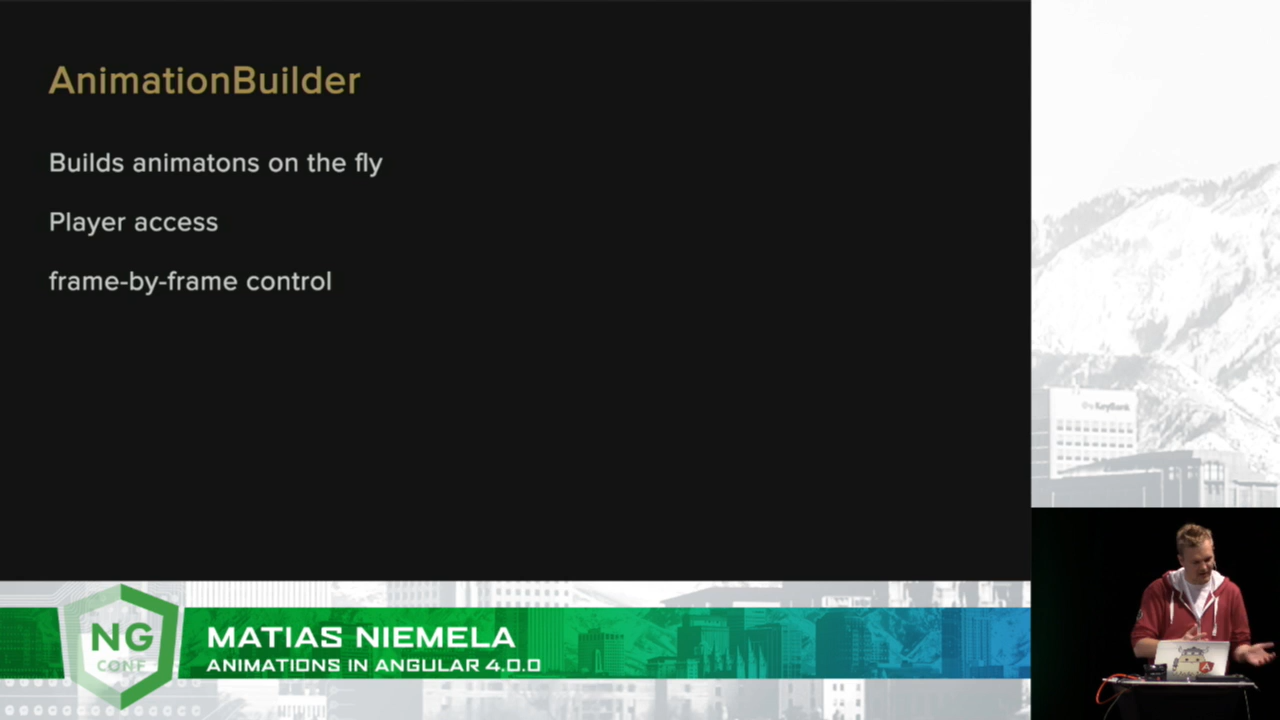 AnimationBuilder
Builds animatons on the fly
Player access
frame-by-frame control
KeyBank
NG
CONF
MATIAS NIEMELA
ANIMATIONS IN ANGULAR 4.0.0
A